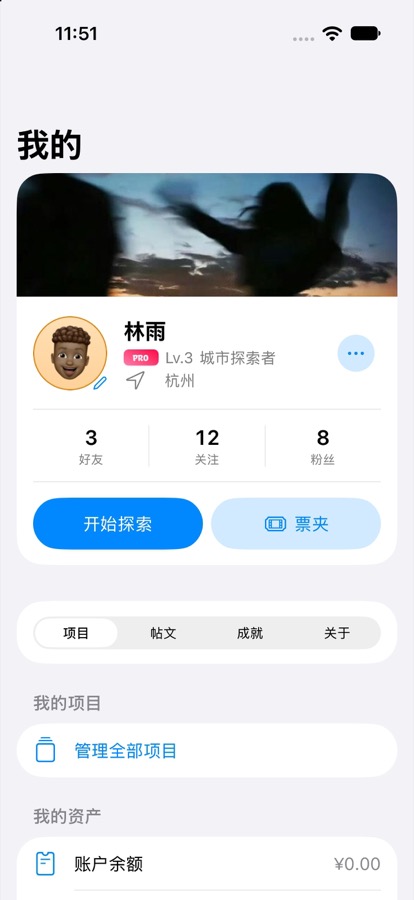 11:51
我的
林雨
PRO Lv.3 城市探索者
杭州
3 12 8
好友 关注 粉丝
开始探索 票夹
项目 帖文 成就 关于
我的项目
管理全部项目
我的资产
账户余额 ¥0.00